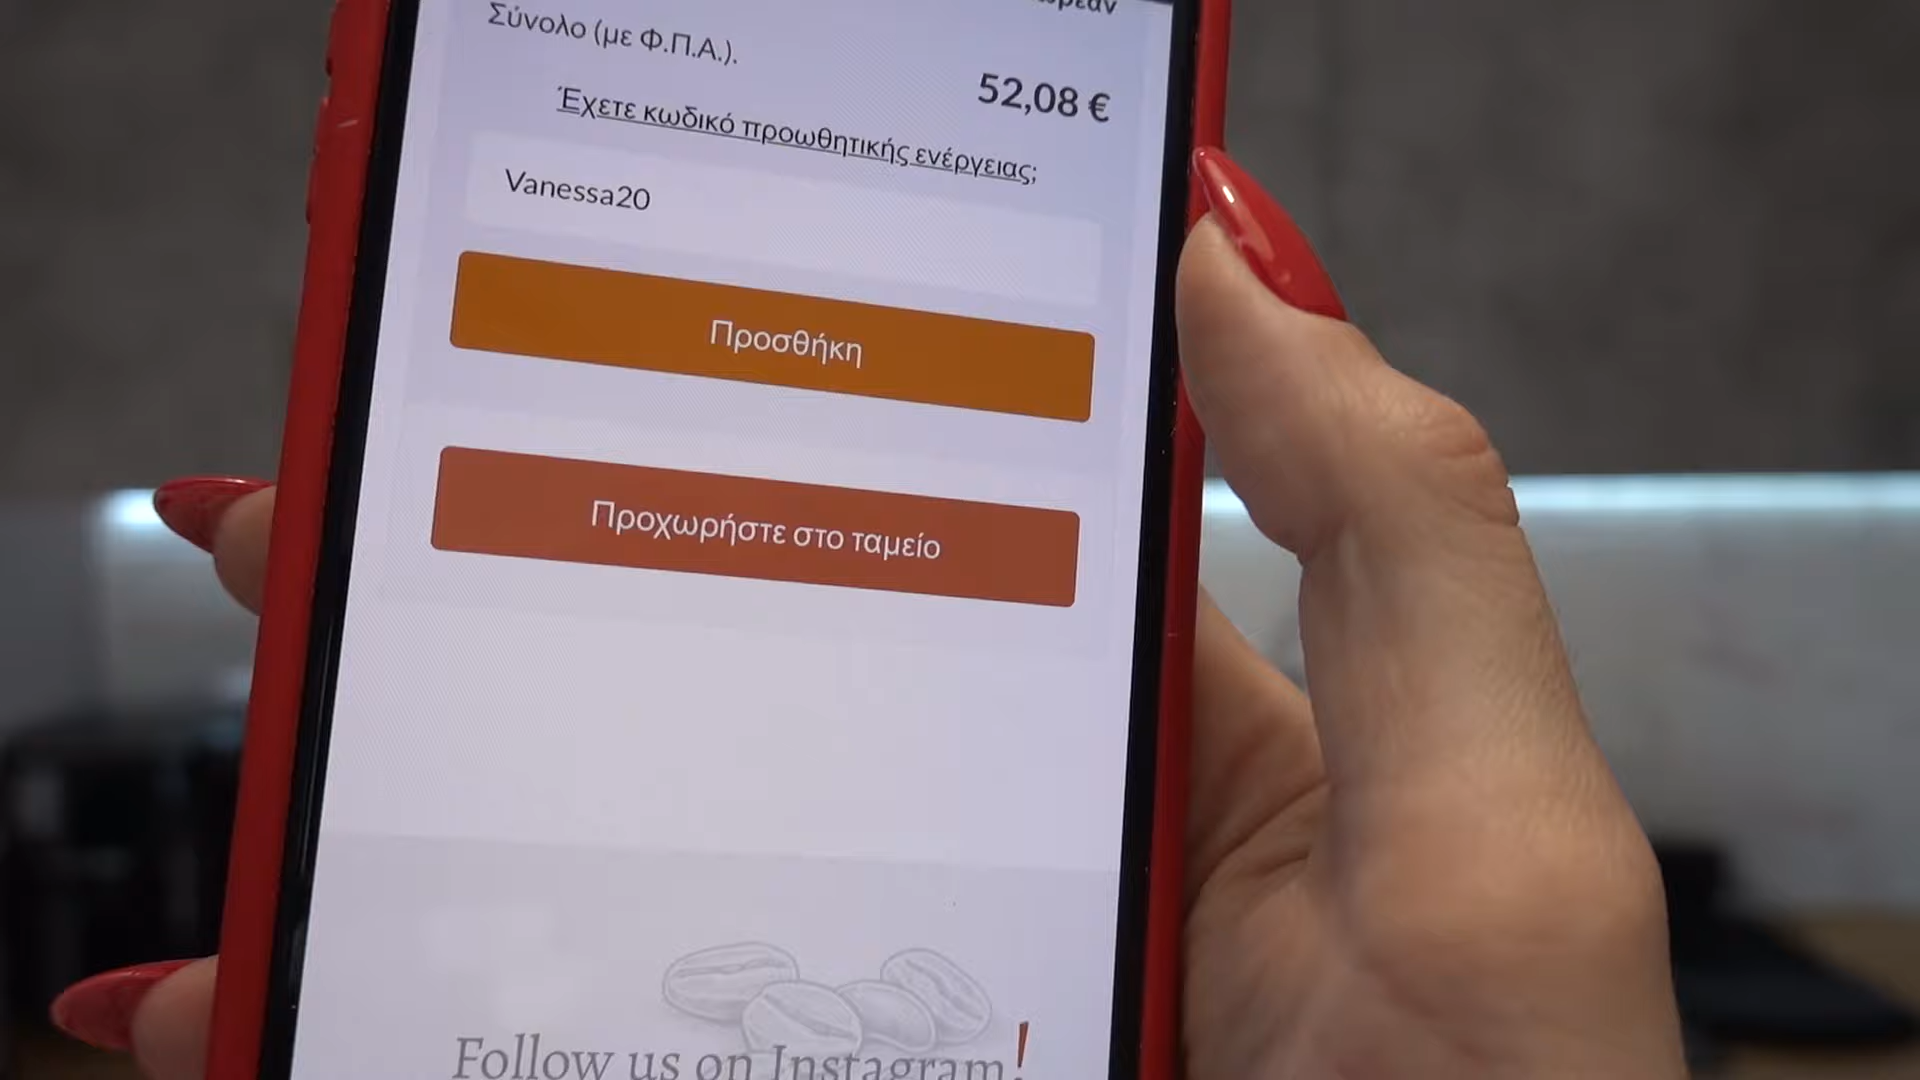 Σύνολο (με Φ.Π.Α.).
52,08 €
Έχετε κωδικό προωθητικής ενέργειας;
Vanessa20
Προσθήκη
Προχωρήστε στο ταμείο
Follow us on Instagram!